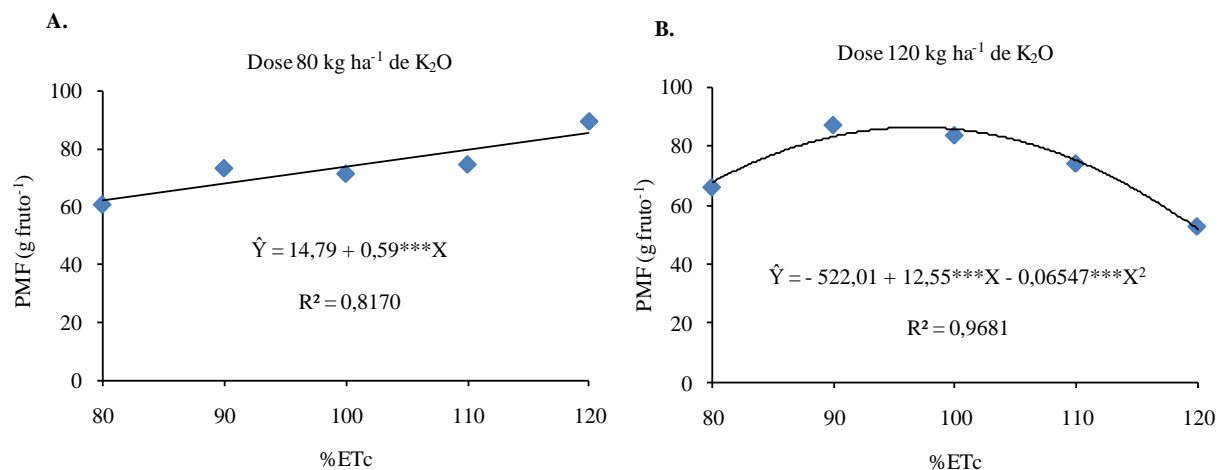 A.
Dose 80 kg ha⁻¹ de K₂O
100
80
60
40
20
0
PMF (g fruto⁻¹)
Ŷ = 14,79 + 0,59***X
R² = 0,8170
80 90 100 110 120
%ETc
B.
Dose 120 kg ha⁻¹ de K₂O
100
80
60
40
20
0
PMF (g fruto⁻¹)
Ŷ = - 522,01 + 12,55***X - 0,06547***X²
R² = 0,9681
80 90 100 110 120
%ETc